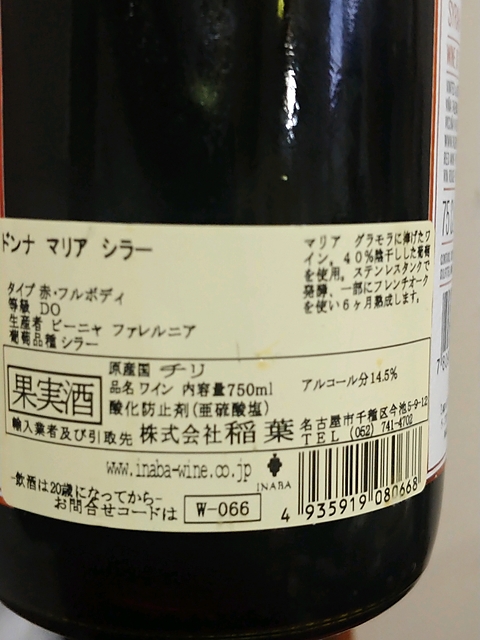 ドンナ マリア シラー
マリア グラモラに捧げたワ
イン。40%陰干しした葡萄
を使用。ステンレスタンクで
発酵、一部にフレンチオーク
を使い6ヶ月熟成します。
タイプ 赤・フルボディ
等級 DO
生産者 ビーニャ ファレルニア
葡萄品種 シラー
果実酒
原産国 チリ
品名 ワイン 内容量750ml
アルコール分14.5%
酸化防止剤(亜硫酸塩)
輸入業者及び引取先 株式会社 稲葉
名古屋市千種区今池5-9-12
TEL (052) 741-4702
www.inaba-wine.co.jp
INABA
-飲酒は20歳になってから-
お問合せコードは W-066
4 935919 080668